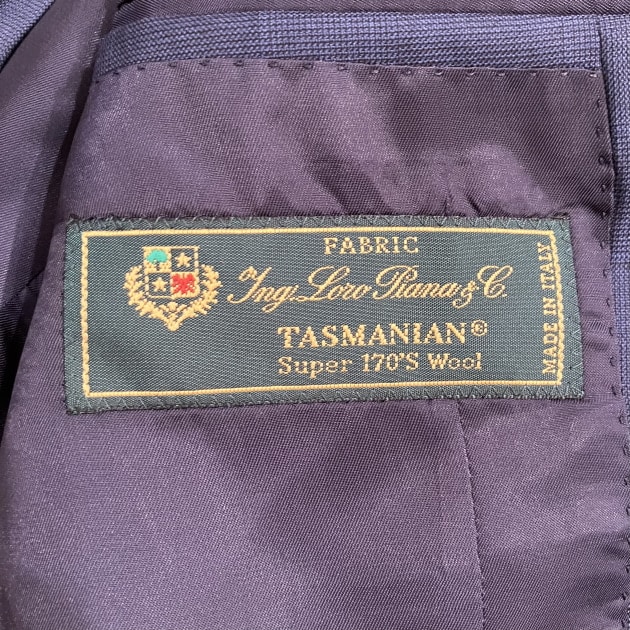 FABRIC
Ing. Loro Piana & C.
TASMANIAN®
Super 170'S Wool
MADE IN ITALY